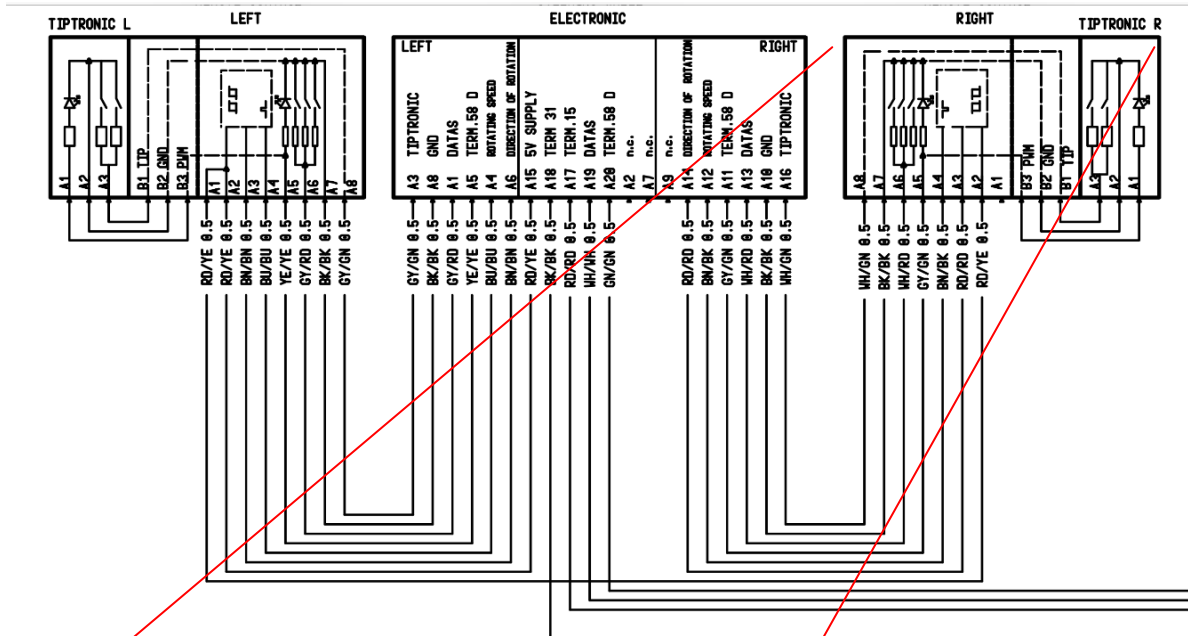 TIPTRONIC L
LEFT
ELECTRONIC
RIGHT
TIPTRONIC R
LEFT
RIGHT
A1
A2
A3
B1 TIP
B2 GND
B3 PWM
A1
A2
A3
A4
A5
A6
A7
A8
A3 TIPTRONIC
A8 GND
A1 DATAS
A5 TERM.58 D
A4 ROTATING SPEED
A6 DIRECTION OF ROTATION
A15 5V SUPPLY
A18 TERM 31
A17 TERM.15
A19 DATAS
A20 TERM.58 D
A2 n.c.
A7 n.c.
A9 n.c.
A14 DIRECTION OF ROTATION
A12 ROTATING SPEED
A11 TERM.58 D
A13 DATAS
A10 GND
A16 TIPTRONIC
A8
A7
A6
A5
A4
A3
A2
A1
B3 PWM
B2 GND
B1 TIP
A3
A2
A1
RD/YE 0.5
RD/YE 0.5
BN/BN 0.5
BU/BU 0.5
YE/YE 0.5
GY/RD 0.5
BK/BK 0.5
GY/GN 0.5
GY/GN 0.5
BK/BK 0.5
GY/RD 0.5
YE/YE 0.5
BU/BU 0.5
BN/BN 0.5
RD/YE 0.5
BK/BK 0.5
RD/RD 0.5
WH/WH 0.5
GN/GN 0.5
RD/RD 0.5
BN/BK 0.5
GY/GN 0.5
WH/RD 0.5
BK/BK 0.5
WH/GN 0.5
WH/GN 0.5
BK/BK 0.5
WH/RD 0.5
GY/GN 0.5
BN/BK 0.5
RD/RD 0.5
RD/YE 0.5